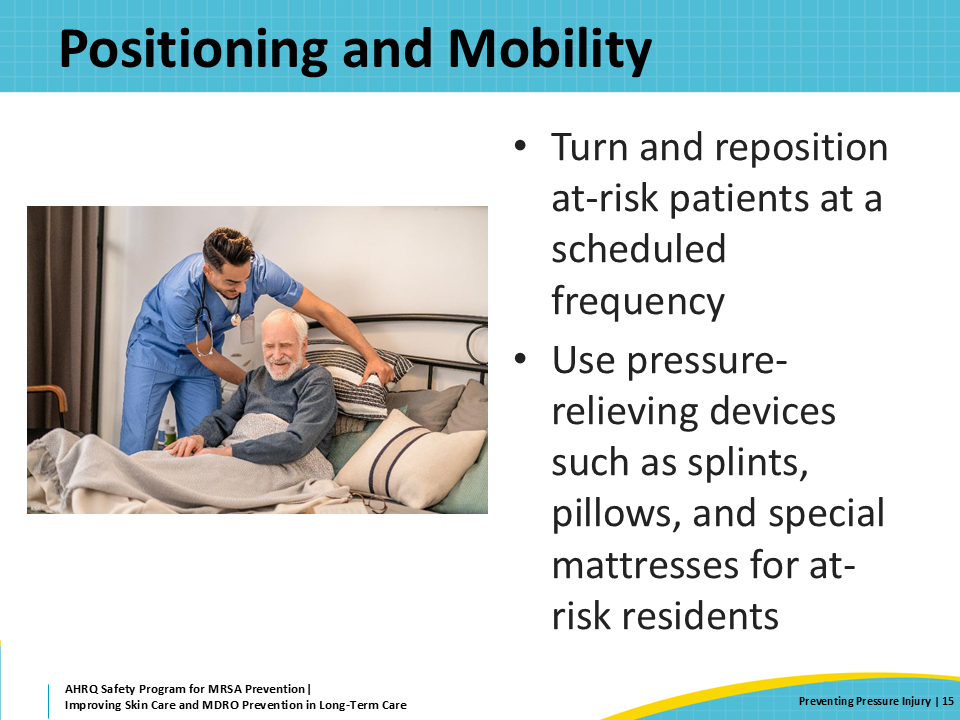 Positioning and Mobility
• Turn and reposition
at-risk patients at a
scheduled
frequency
• Use pressure-
relieving devices
such as splints,
pillows, and special
mattresses for at-
risk residents
AHRQ Safety Program for MRSA Prevention|
Improving Skin Care and MDRO Prevention in Long-Term Care
Preventing Pressure Injury | 15